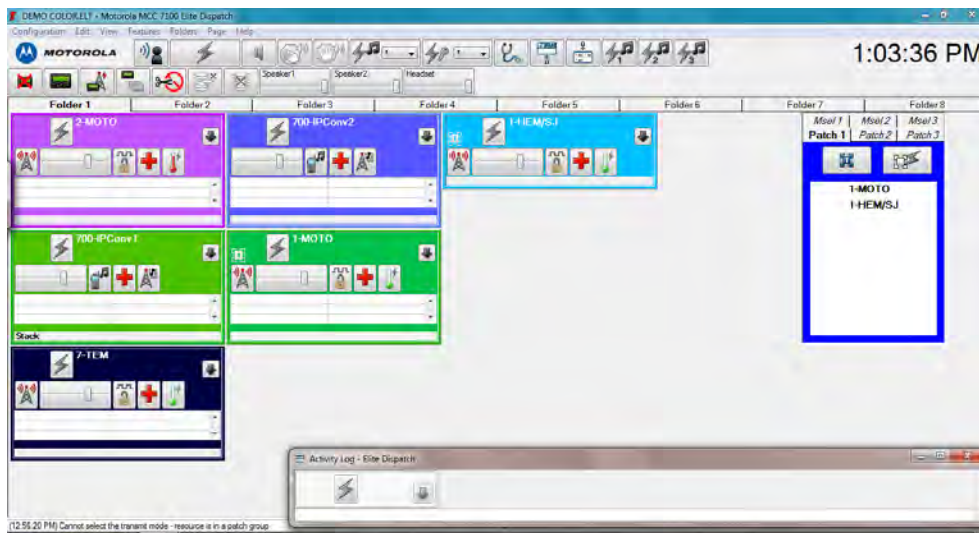 DEMO COLOR.ELT - Motorola MCC 7100 Elite Dispatch
Configuration Edit View Features Folders Page Help
MOTOROLA
1:03:36 PM
Speaker1 Speaker2 Headset
Folder 1 Folder 2 Folder 3 Folder 4 Folder 5 Folder 6 Folder 7 Folder 8
2-MOTO
700-IPConv2
1-HEM/SJ
Msel 1 Msel 2 Msel 3
Patch 1 Patch 2 Patch 3
1-MOTO
1-HEM/SJ
700-IPConv1
1-MOTO
Stack
7-TEM
Activity Log - Elite Dispatch
(12:55:20 PM) Cannot select the transmit mode - resource is in a patch group